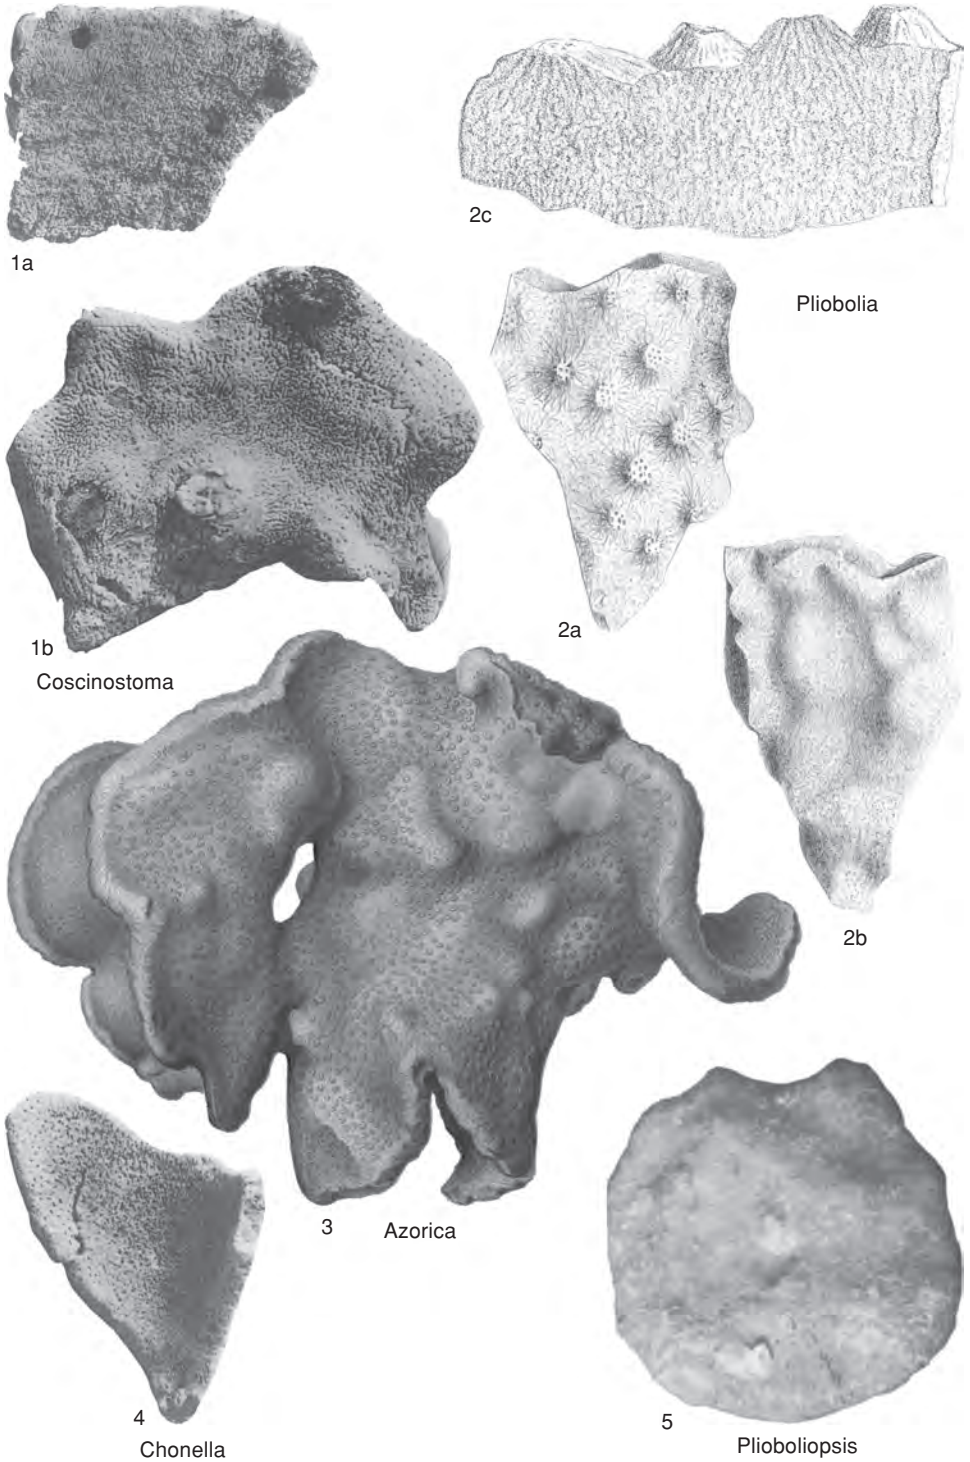 1a
2c
Pliobolia
1b
Coscinostoma
2a
2b
3
Azorica
4
Chonella
5
Plioboliopsis